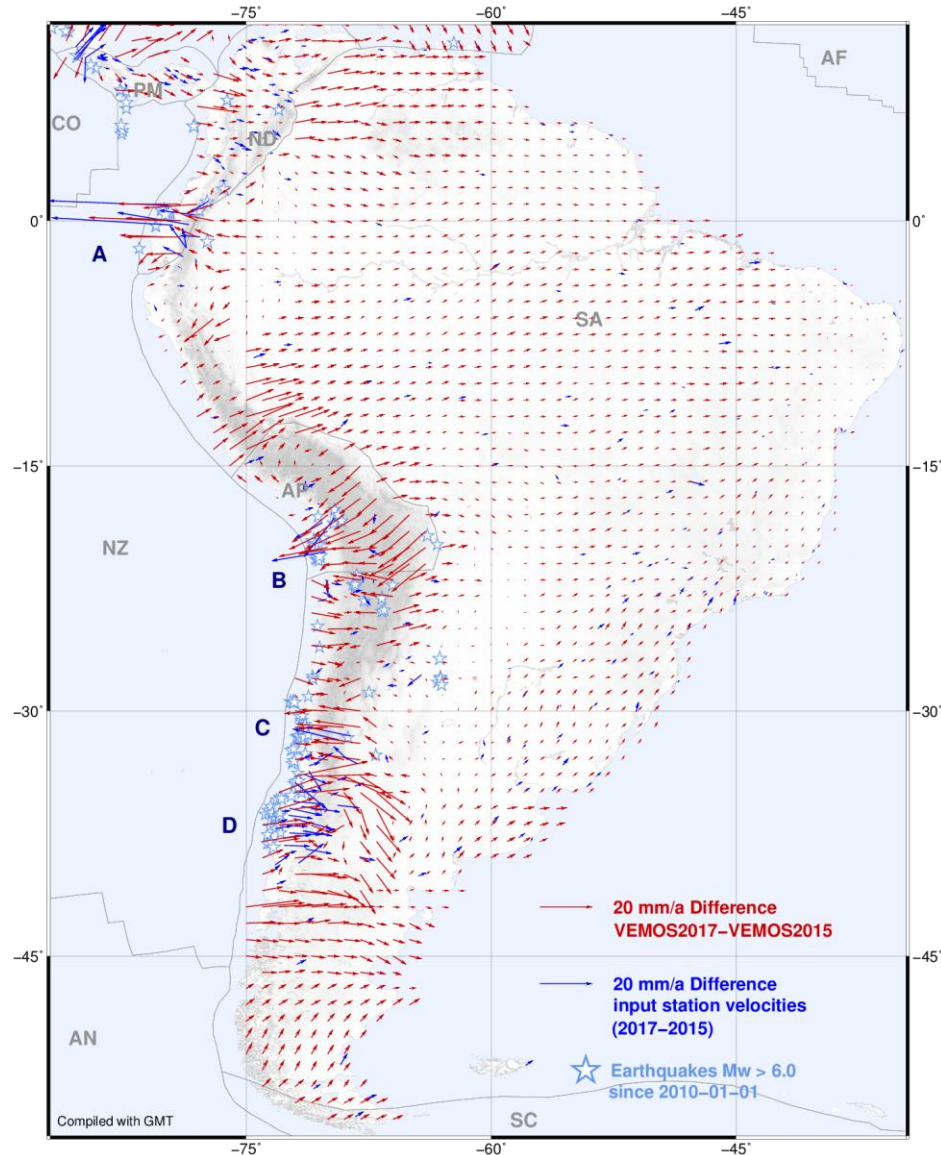 −75˚ −60˚ −45˚
AF
PM
CO
ND
0˚ 0˚
A
SA
−15˚ −15˚
AP
NZ
B
−30˚ −30˚
C
D
20 mm/a Difference
VEMOS2017−VEMOS2015
−45˚ −45˚
20 mm/a Difference
input station velocities
(2017−2015)
AN
Earthquakes Mw > 6.0
since 2010−01−01
Compiled with GMT
SC
−75˚ −60˚ −45˚